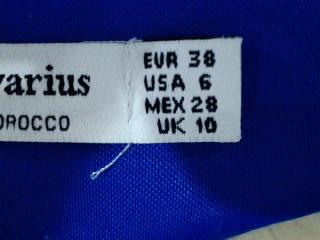 varius
OROCCO
EUR 38
USA 6
MEX 28
UK 10